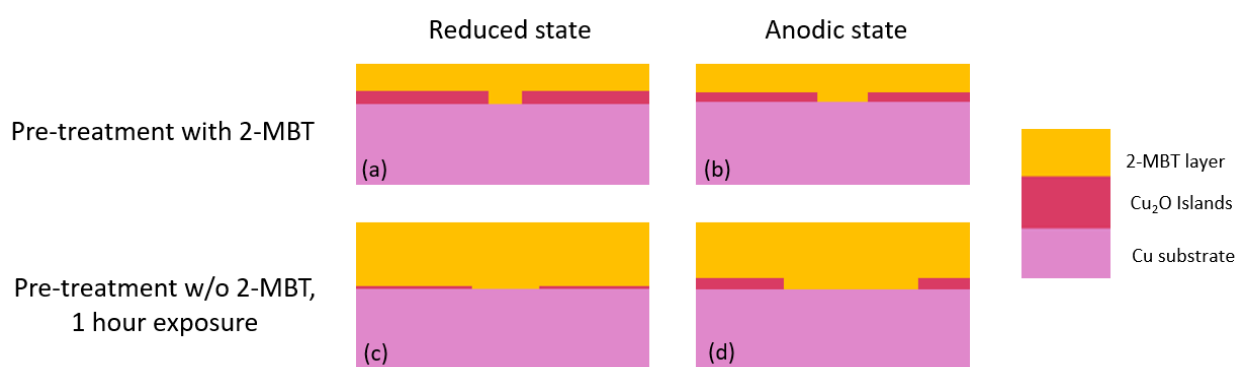 Reduced state
Anodic state
Pre-treatment with 2-MBT
(a)
(b)
2-MBT layer
Cu₂O Islands
Cu substrate
Pre-treatment w/o 2-MBT,
1 hour exposure
(c)
(d)